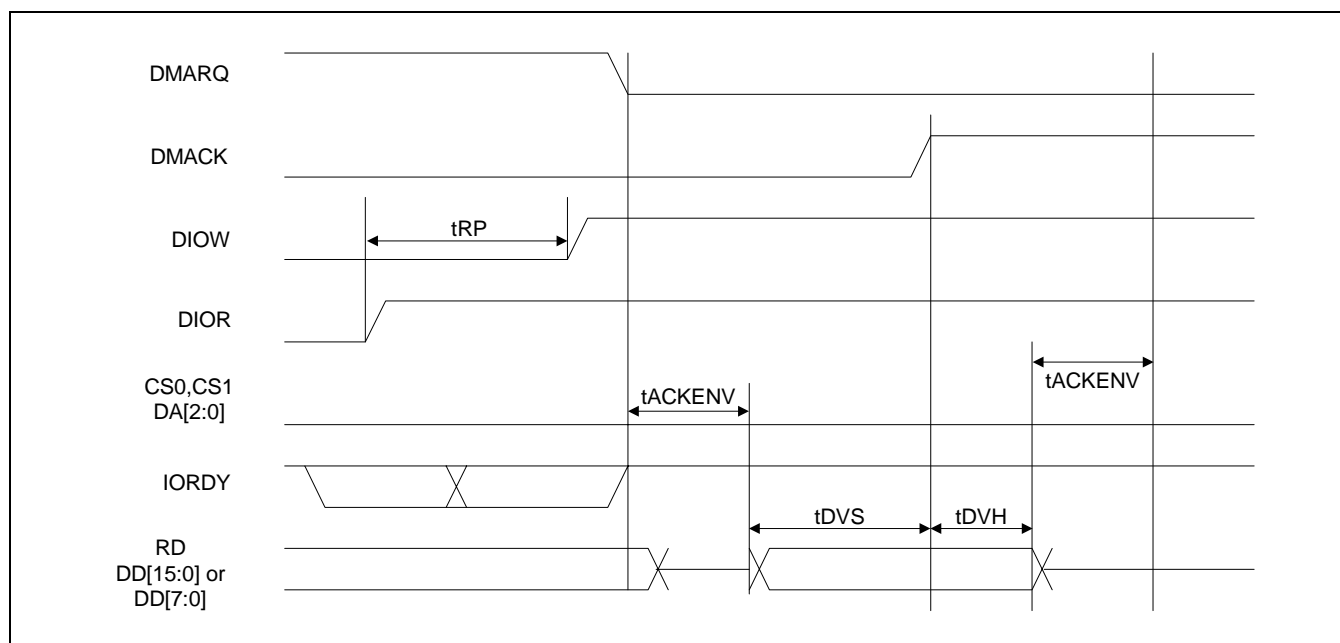 DMARQ
DMACK
DIOW
tRP
DIOR
CS0,CS1
DA[2:0]
tACKENV
tACKENV
IORDY
tDVS
tDVH
RD
DD[15:0] or
DD[7:0]